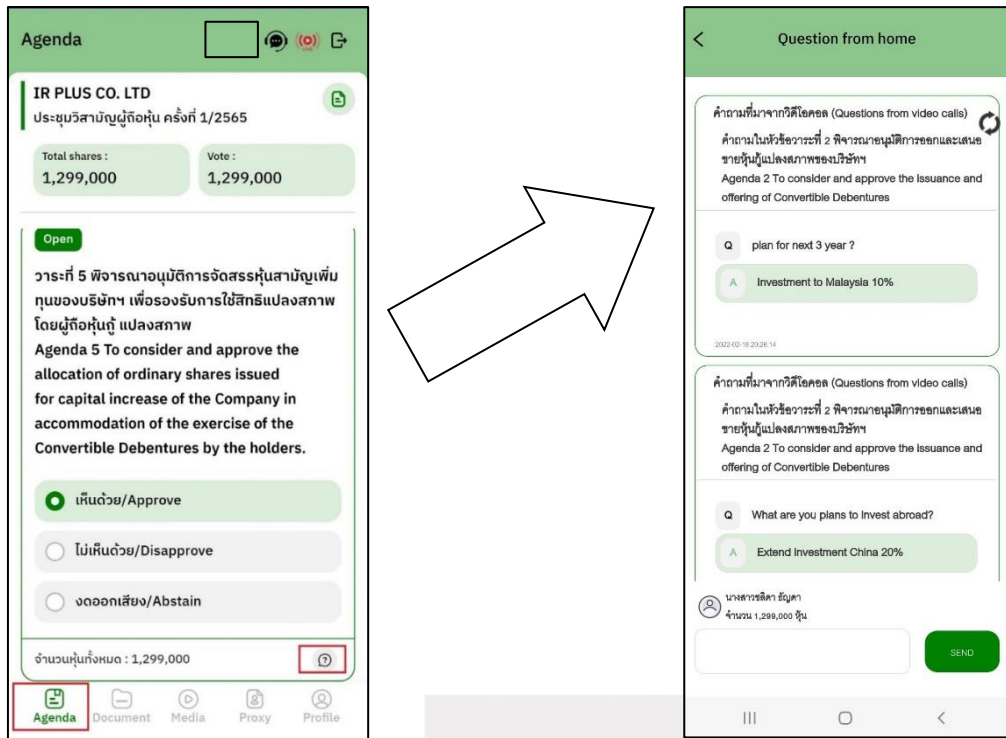 Agenda
LIVE
IR PLUS CO. LTD
ประชุมวิสามัญผู้ถือหุ้น ครั้งที่ 1/2565
Total shares :
1,299,000
Vote :
1,299,000
Open
วาระที่ 5 พิจารณาอนุมัติการจัดสรรหุ้นสามัญเพิ่ม
ทุนของบริษัทฯ เพื่อรองรับการใช้สิทธิแปลงสภาพ
โดยผู้ถือหุ้นกู้ แปลงสภาพ
Agenda 5 To consider and approve the
allocation of ordinary shares issued
for capital increase of the Company in
accommodation of the exercise of the
Convertible Debentures by the holders.
เห็นด้วย/Approve
ไม่เห็นด้วย/Disapprove
งดออกเสียง/Abstain
จำนวนหุ้นทั้งหมด : 1,299,000
Agenda Document Media Proxy Profile
Question from home
คำถามที่มาจากวิดีโอคอล (Questions from video calls)
คำถามในหัวข้อวาระที่ 2 พิจารณาอนุมัติการออกและเสนอ
ขายหุ้นกู้แปลงสภาพของบริษัทฯ
Agenda 2 To consider and approve the issuance and
offering of Convertible Debentures
Q plan for next 3 year ?
A Investment to Malaysia 10%
2022-02-16 20:26:14
คำถามที่มาจากวิดีโอคอล (Questions from video calls)
คำถามในหัวข้อวาระที่ 2 พิจารณาอนุมัติการออกและเสนอ
ขายหุ้นกู้แปลงสภาพของบริษัทฯ
Agenda 2 To consider and approve the issuance and
offering of Convertible Debentures
Q What are you plans to invest abroad?
A Extend investment China 20%
นางสาวชลิดา ธัญดา
จำนวน 1,299,000 หุ้น
SEND